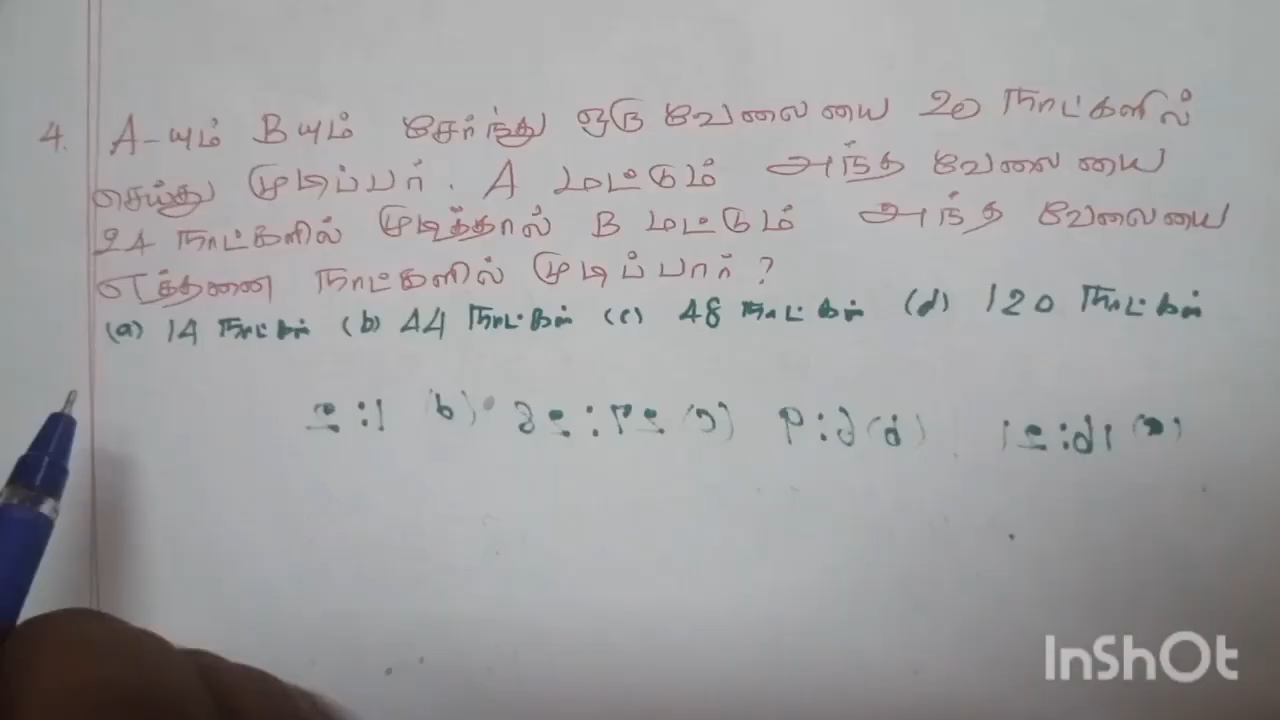 4. A-யும் Bயும் சேர்ந்து ஒரு வேலையை 20 நாட்களில்
செய்து முடிப்பர். A மட்டும் அந்த வேலையை
24 நாட்களில் முடித்தால் B மட்டும் அந்த வேலையை
எத்தனை நாட்களில் முடிப்பார்?
(a) 14 நாட்கள் (b) 44 நாட்கள் (c) 48 நாட்கள் (d) 120 நாட்கள்
InShOt